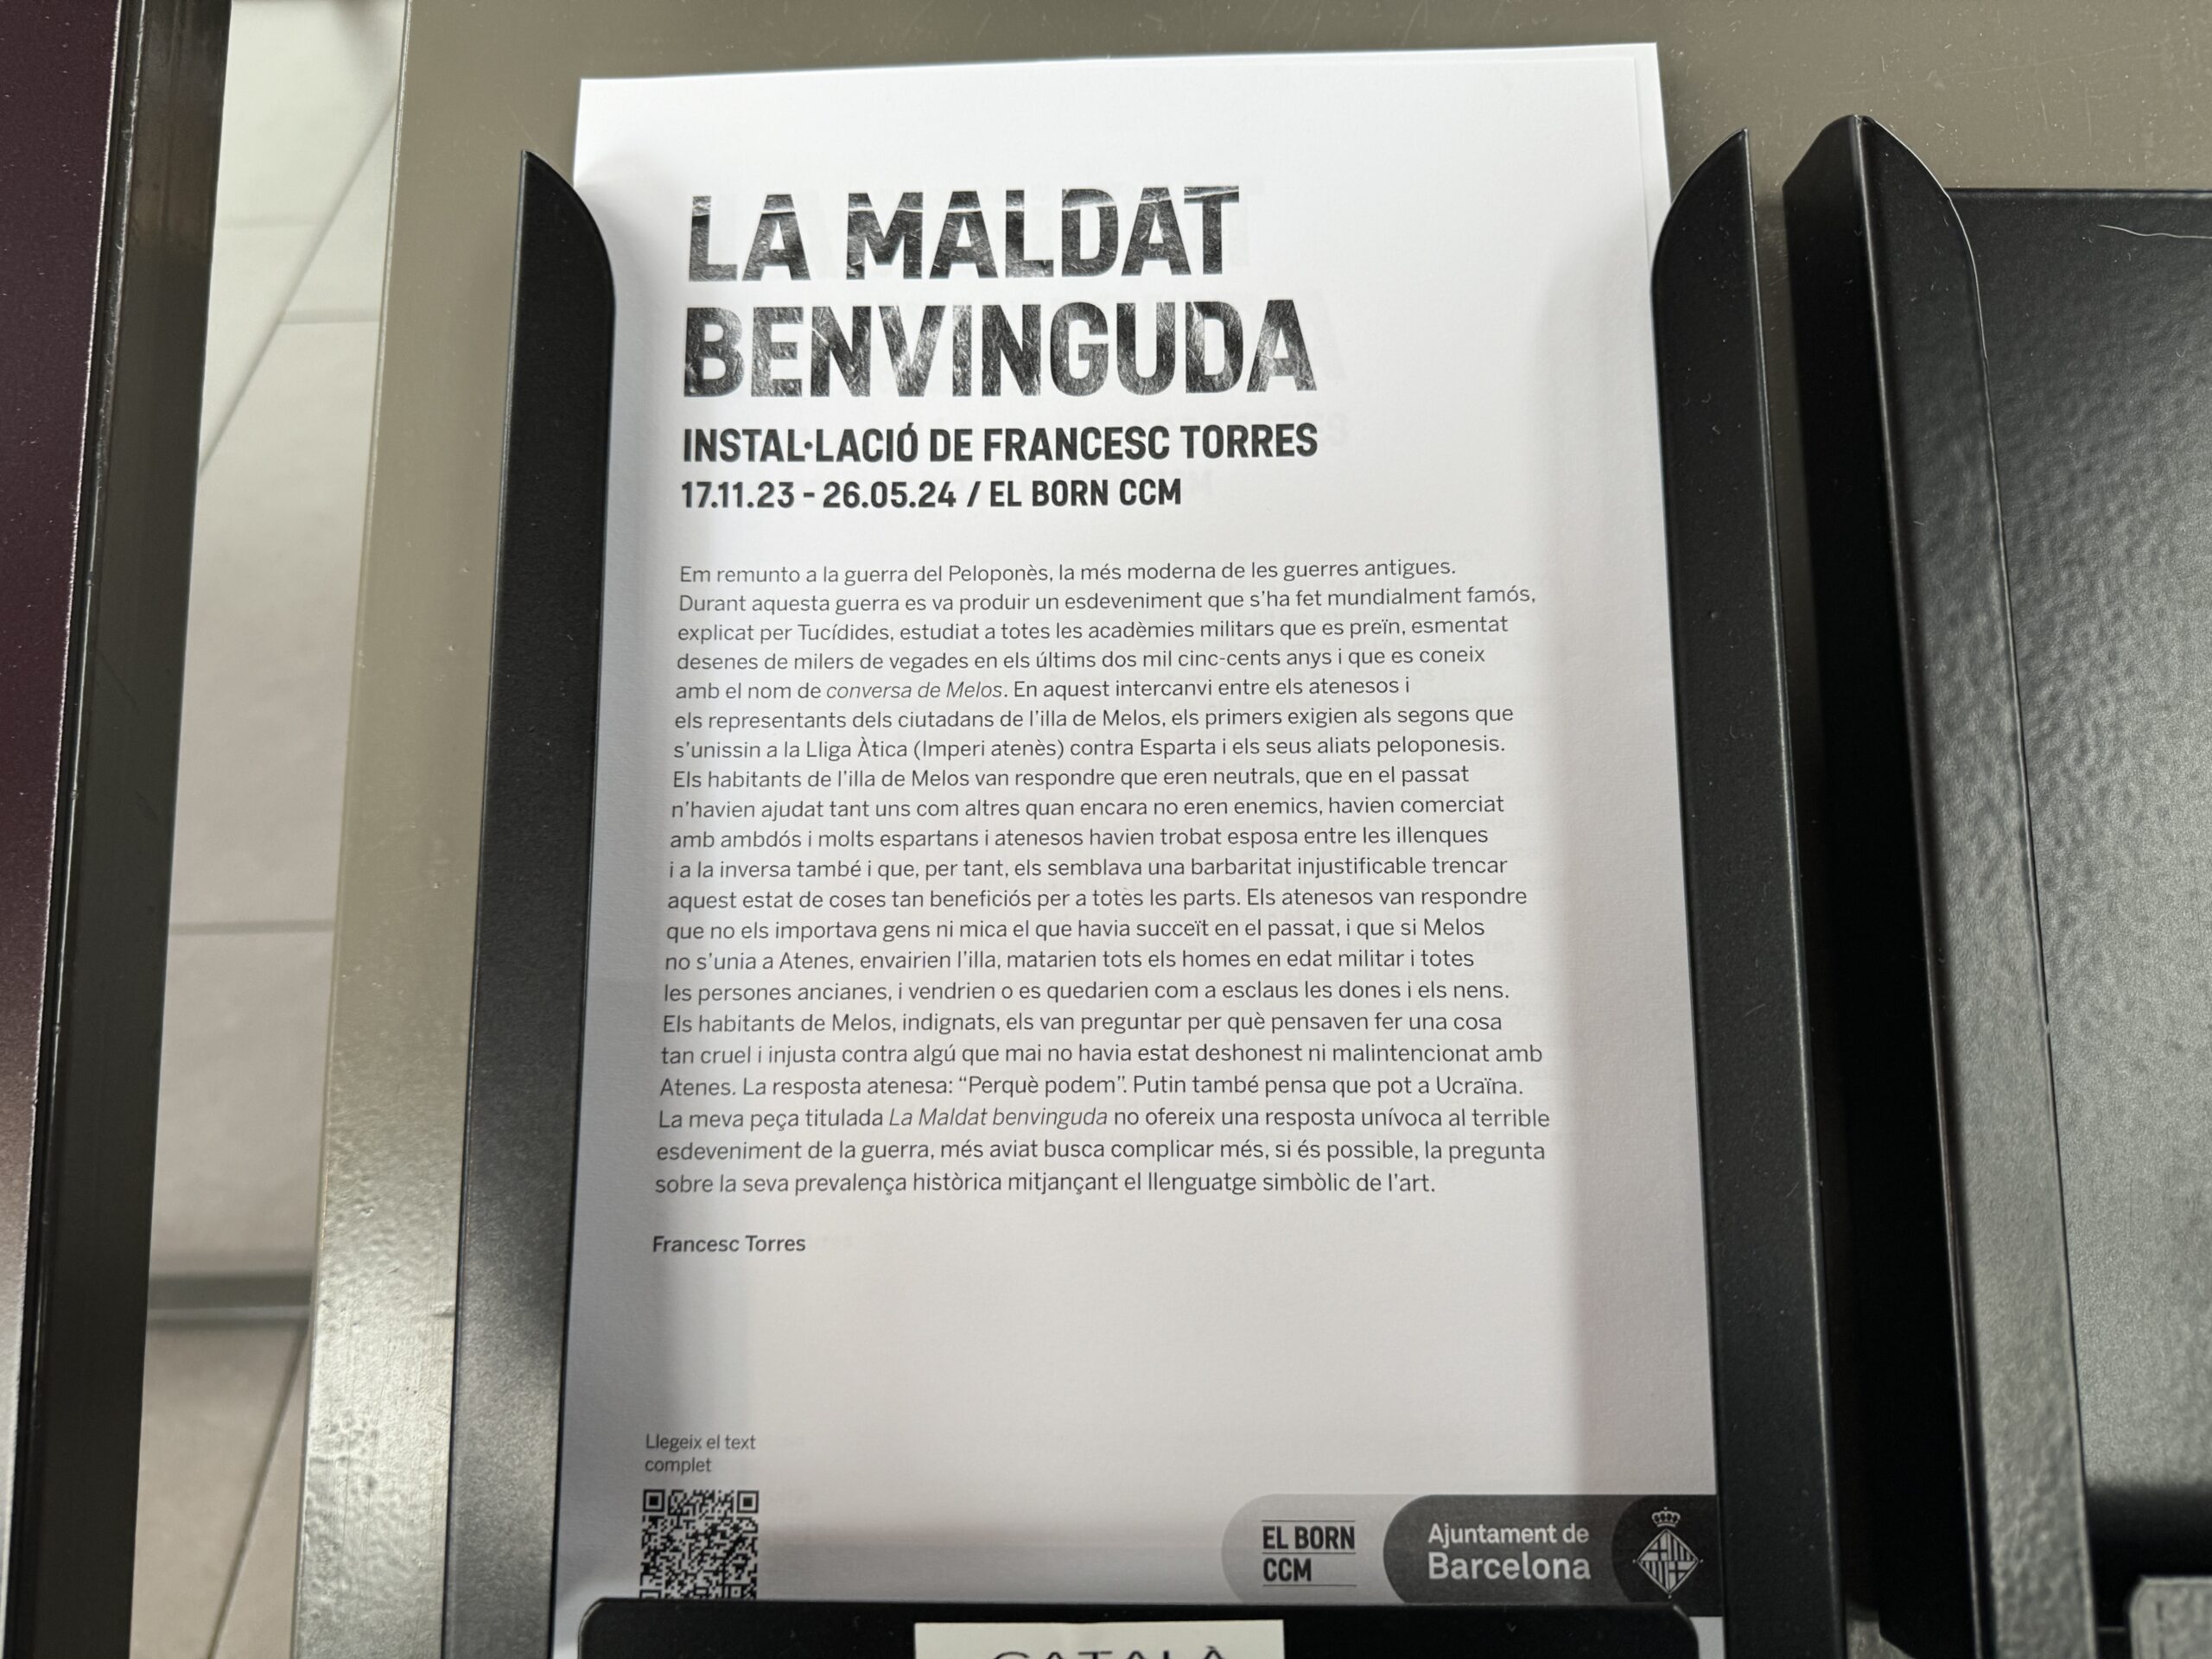 LA MALDAT
BENVINGUDA
INSTAL·LACIÓ DE FRANCESC TORRES
17.11.23 - 26.05.24 / EL BORN CCM
Em remunto a la guerra del Peloponès, la més moderna de les guerres antigues.
Durant aquesta guerra es va produir un esdeveniment que s'ha fet mundialment famós,
explicat per Tucídides, estudiat a totes les acadèmies militars que es preïn, esmentat
desenes de milers de vegades en els últims dos mil cinc-cents anys i que es coneix
amb el nom de conversa de Melos. En aquest intercanvi entre els atenesos i
els representants dels ciutadans de l'illa de Melos, els primers exigien als segons que
s'unissin a la Lliga Àtica (Imperi atenès) contra Esparta i els seus aliats peloponesis.
Els habitants de l'illa de Melos van respondre que eren neutrals, que en el passat
n'havien ajudat tant uns com altres quan encara no eren enemics, havien comerciat
amb ambdós i molts espartans i atenesos havien trobat esposa entre les illenques
i a la inversa també i que, per tant, els semblava una barbaritat injustificable trencar
aquest estat de coses tan beneficiós per a totes les parts. Els atenesos van respondre
que no els importava gens ni mica el que havia succeït en el passat, i que si Melos
no s'unia a Atenes, envairien l'illa, matarien tots els homes en edat militar i totes
les persones ancianes, i vendrien o es quedarien com a esclaus les dones i els nens.
Els habitants de Melos, indignats, els van preguntar per què pensaven fer una cosa
tan cruel i injusta contra algú que mai no havia estat deshonest ni malintencionat amb
Atenes. La resposta atenesa: “Perquè podem”. Putin també pensa que pot a Ucraïna.
La meva peça titulada La Maldat benvinguda no ofereix una resposta unívoca al terrible
esdeveniment de la guerra, més aviat busca complicar més, si és possible, la pregunta
sobre la seva prevalença històrica mitjançant el llenguatge simbòlic de l'art.
Francesc Torres
Llegeix el text
complet
EL BORN
CCM
Ajuntament de
Barcelona
CATALÀ